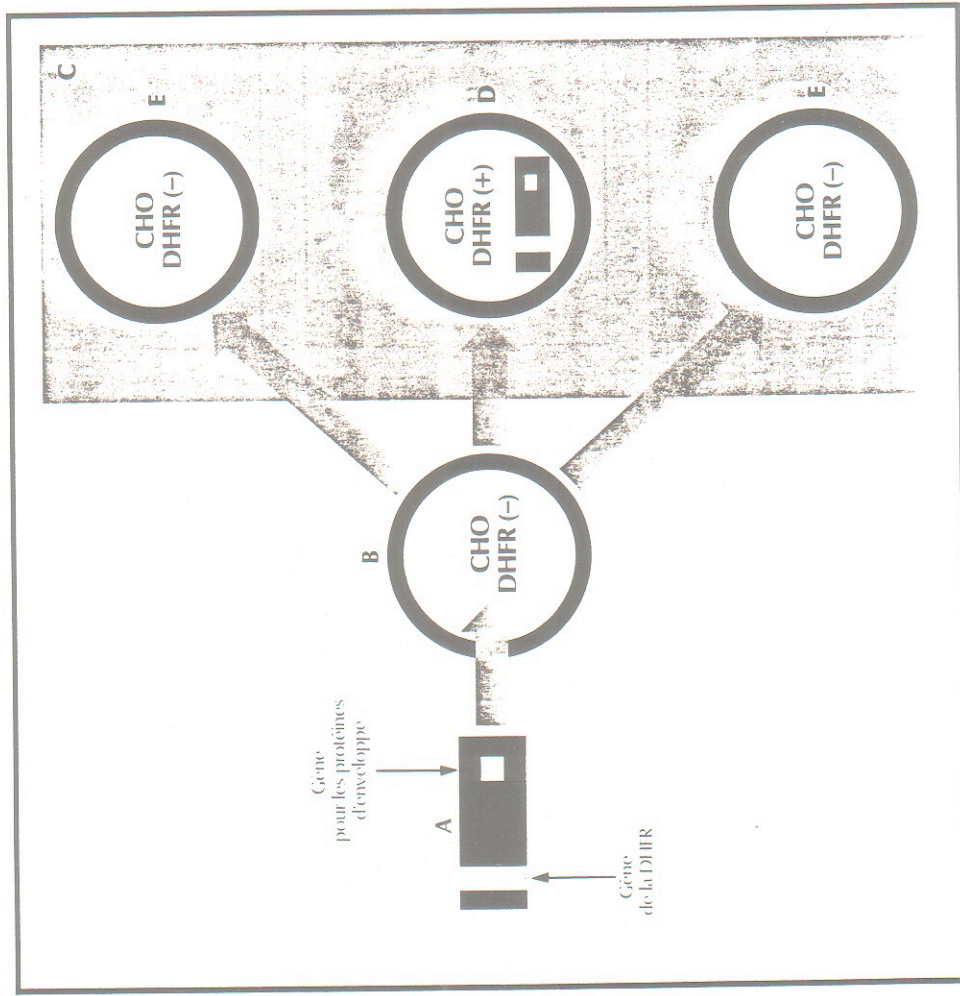 Gène
pour les protéines
d'enveloppe
A
Gène
de la DHFR
B
CHO
DHFR (–)
C
E
CHO
DHFR (–)
D
CHO
DHFR (+)
E
CHO
DHFR (–)